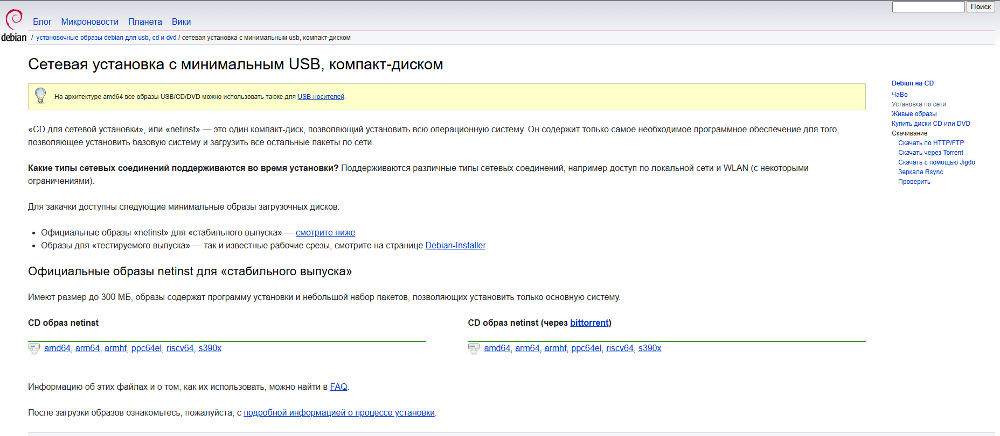 Поиск
Блог Микроновости Планета Вики
debian / установочные образы debian для usb, cd и dvd / сетевая установка с минимальным usb, компакт-диском
Сетевая установка с минимальным USB, компакт-диском
На архитектуре amd64 все образы USB/CD/DVD можно использовать также для USB-носителей.
«CD для сетевой установки», или «netinst» — это один компакт-диск, позволяющий установить всю операционную систему. Он содержит только самое необходимое программное обеспечение для того,
позволяющее установить базовую систему и загрузить все остальные пакеты по сети.
Какие типы сетевых соединений поддерживаются во время установки? Поддерживаются различные типы сетевых соединений, например доступ по локальной сети и WLAN (с некоторыми
ограничениями).
Для закачки доступны следующие минимальные образы загрузочных дисков:
• Официальные образы «netinst» для «стабильного выпуска» — смотрите ниже
• Образы для «тестируемого выпуска» — так и известные рабочие срезы, смотрите на странице Debian-Installer.
Официальные образы netinst для «стабильного выпуска»
Имеют размер до 300 МБ, образы содержат программу установки и небольшой набор пакетов, позволяющих установить только основную систему.
CD образ netinst
amd64, arm64, armhf, ppc64el, riscv64, s390x
CD образ netinst (через bittorrent)
amd64, arm64, armhf, ppc64el, riscv64, s390x
Информацию об этих файлах и о том, как их использовать, можно найти в FAQ.
После загрузки образов ознакомьтесь, пожалуйста, с подробной информацией о процессе установки.
Debian на CD
ЧаВо
Установка по сети
Живые образы
Купить диски CD или DVD
Скачивание
Скачать по HTTP/FTP
Скачать через Torrent
Скачать с помощью Jigdo
Зеркала Rsync
Проверить